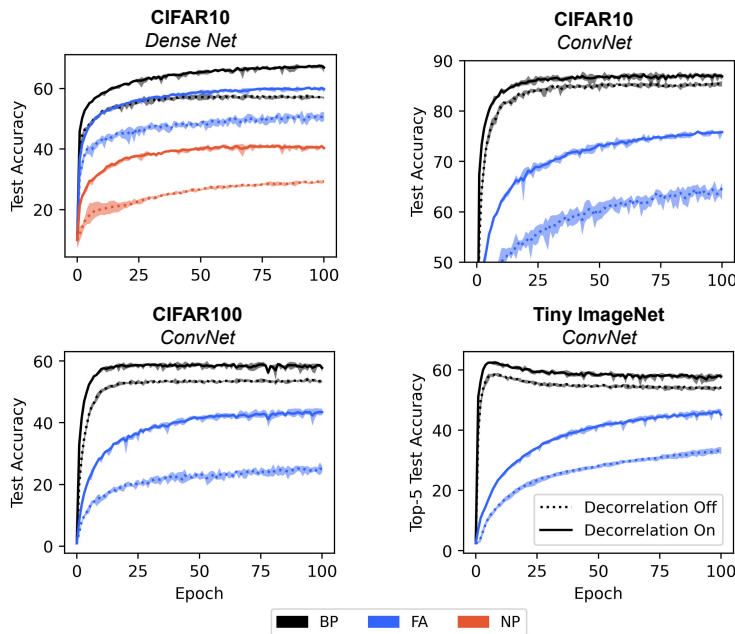 CIFAR10
Dense Net
Test Accuracy
60
40
20
0
25
50
75
100
CIFAR10
ConvNet
Test Accuracy
90
80
70
60
50
0
25
50
75
100
CIFAR100
ConvNet
Test Accuracy
60
40
20
0
0
25
50
75
100
Epoch
Tiny ImageNet
ConvNet
Top-5 Test Accuracy
60
40
20
0
0
25
50
75
100
Epoch
Decorrelation Off
Decorrelation On
BP FA NP